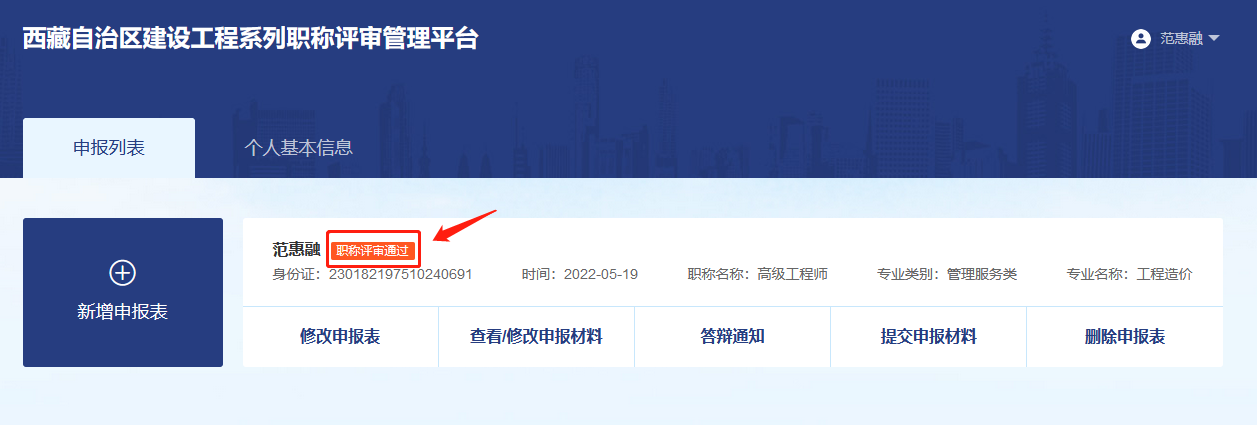 西藏自治区建设工程系列职称评审管理平台
范惠融
申报列表
个人基本信息
新增申报表
范惠融 职称评审通过
身份证：230182197510240691 时间：2022-05-19 职称名称：高级工程师 专业类别：管理服务类 专业名称：工程造价
修改申报表 查看/修改申报材料 答辩通知 提交申报材料 删除申报表